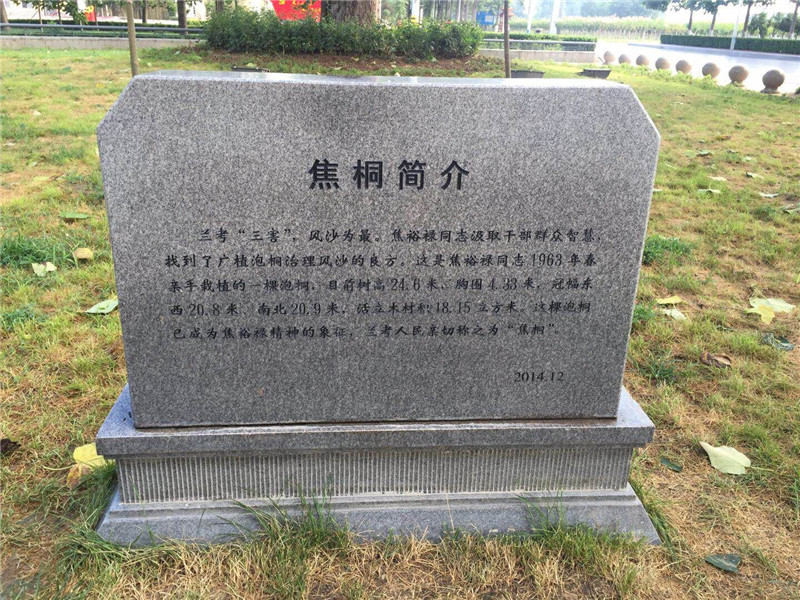 焦桐简介
兰考“三害”，风沙为最。焦裕禄同志汲取干部群众智慧，
找到了广植泡桐治理风沙的良方。这是焦裕禄同志1963年春
亲手栽植的一棵泡桐，目前树高24.6米、胸围4.33米，冠幅东
西20.8米、南北20.9米，活立木材积18.15立方米。这棵泡桐
已成为焦裕禄精神的象征，兰考人民亲切称之为“焦桐”。
2014.12